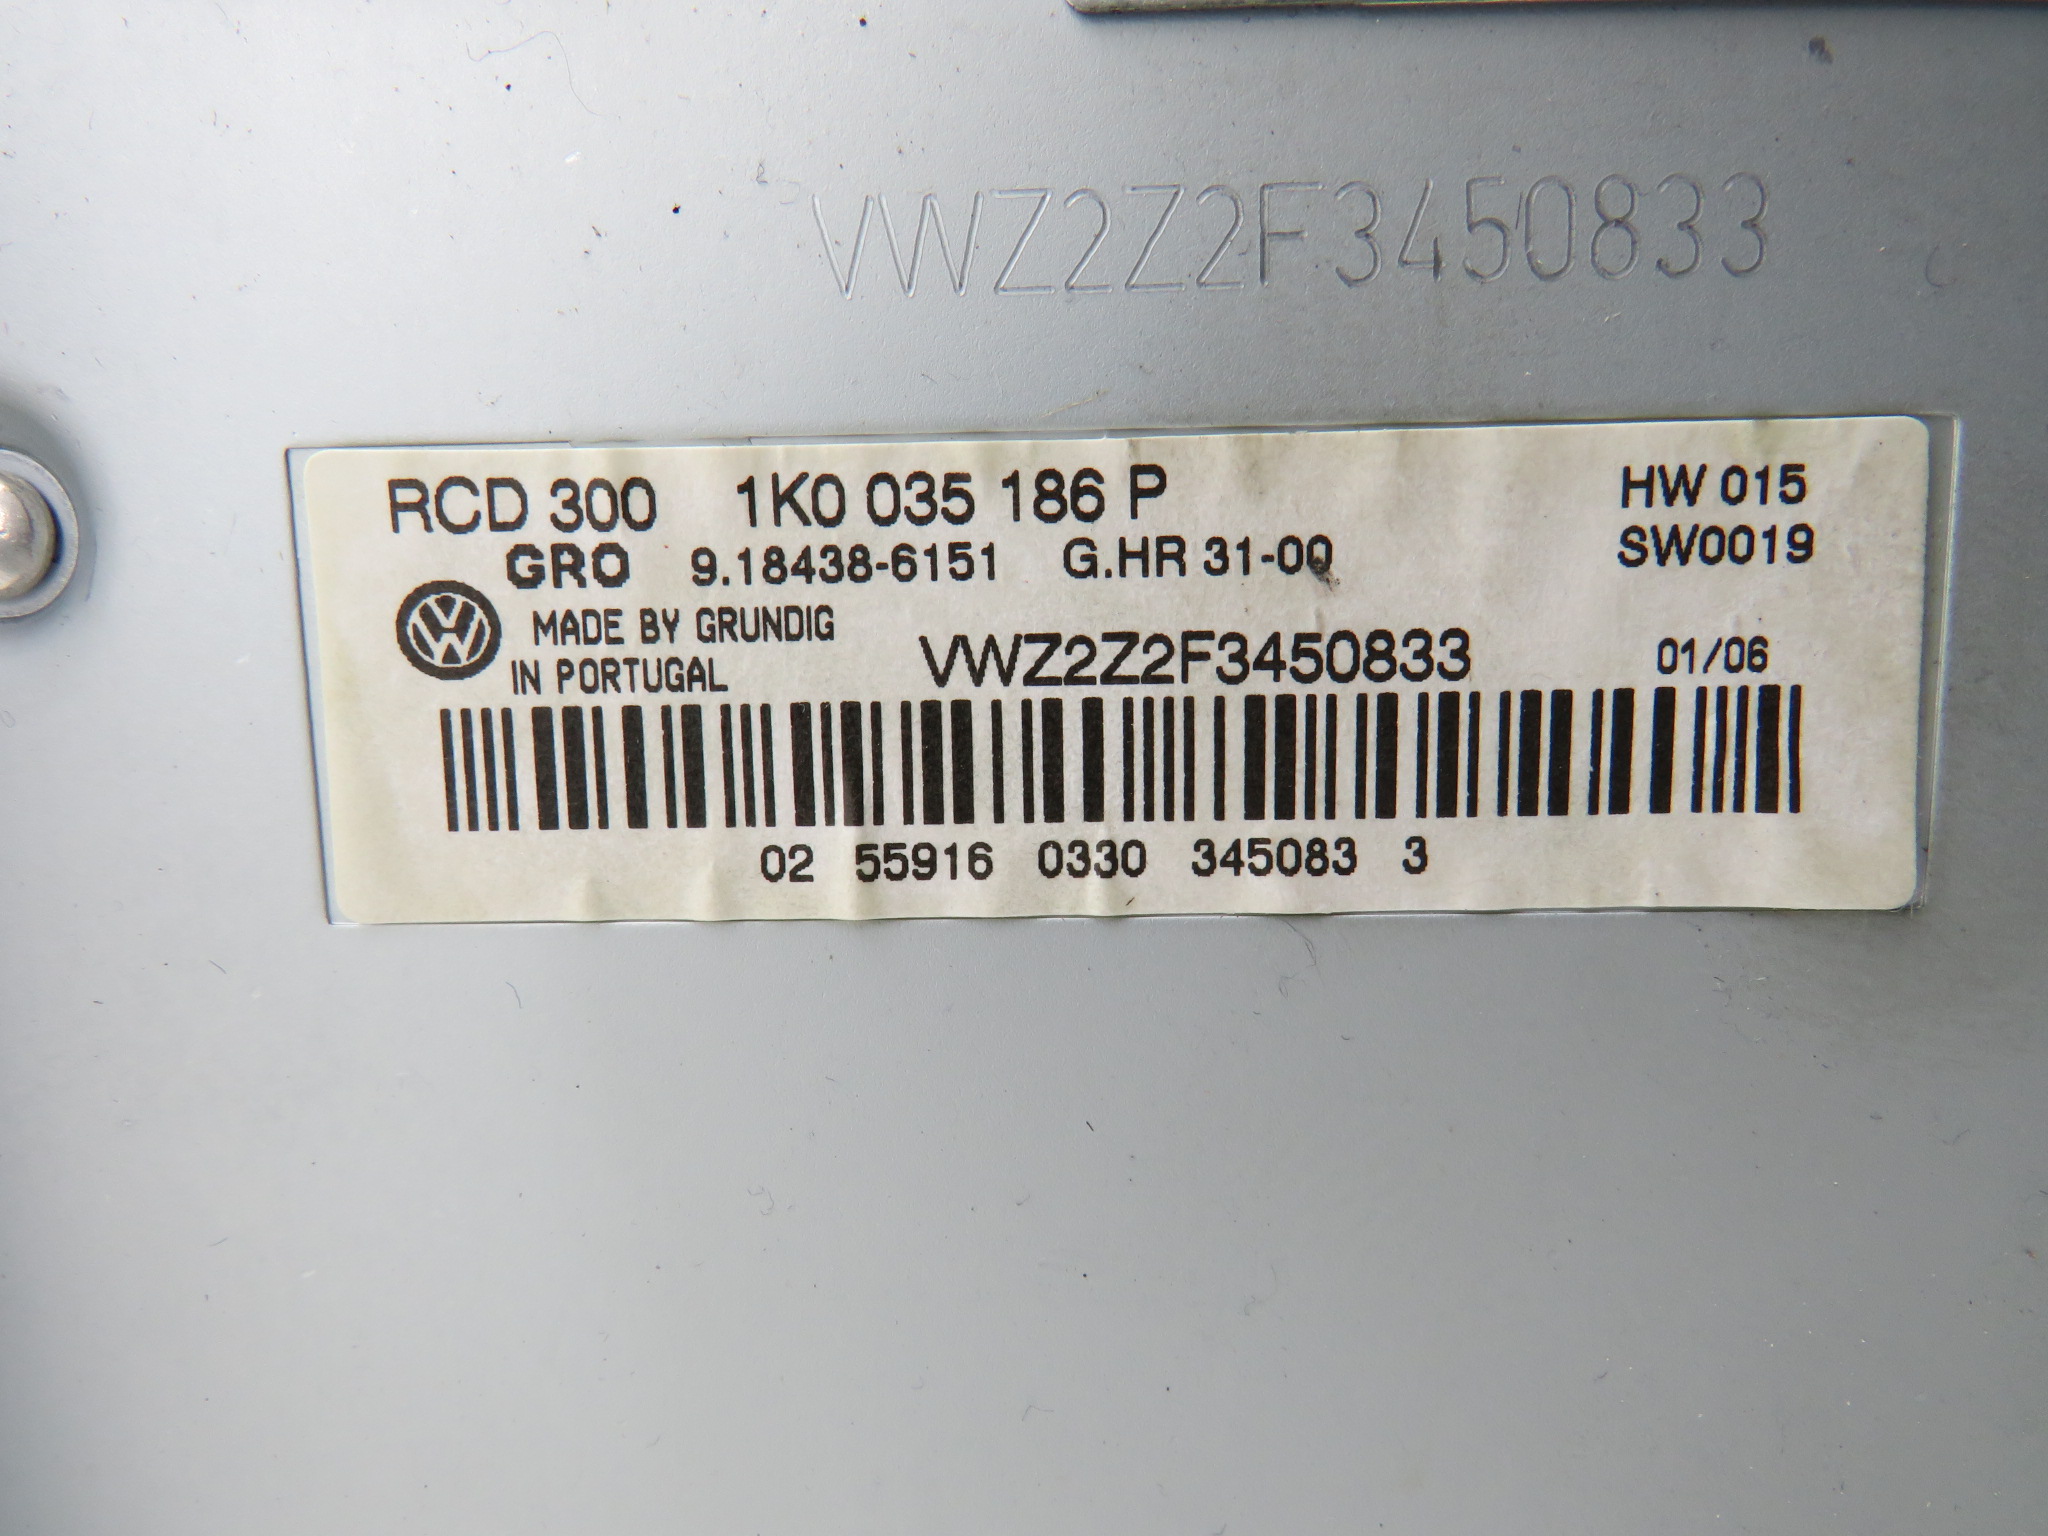 VWZ2Z2F3450833
RCD 300 1K0 035 186 P HW 015
GRO 9.18438-6151 G.HR 31-00 SW0019
MADE BY GRUNDIG
IN PORTUGAL
VWZ2Z2F3450833 01/06
02 55916 0330 345083 3